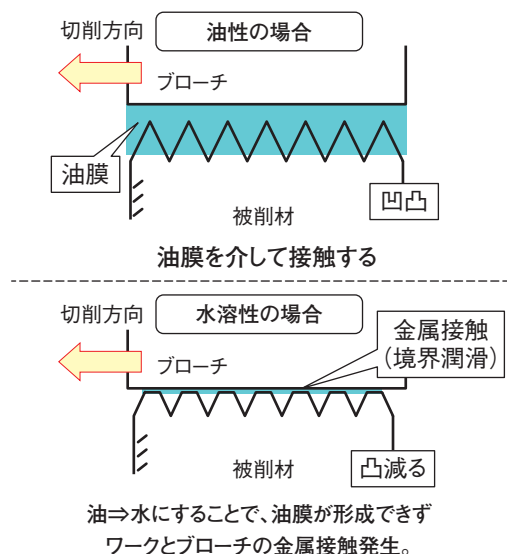 切削方向
油性の場合
ブローチ
油膜
凹凸
被削材
油膜を介して接触する
切削方向
水溶性の場合
金属接触
(境界潤滑)
ブローチ
被削材
凸減る
油⇒水にすることで、油膜が形成できず
ワークとブローチの金属接触発生。